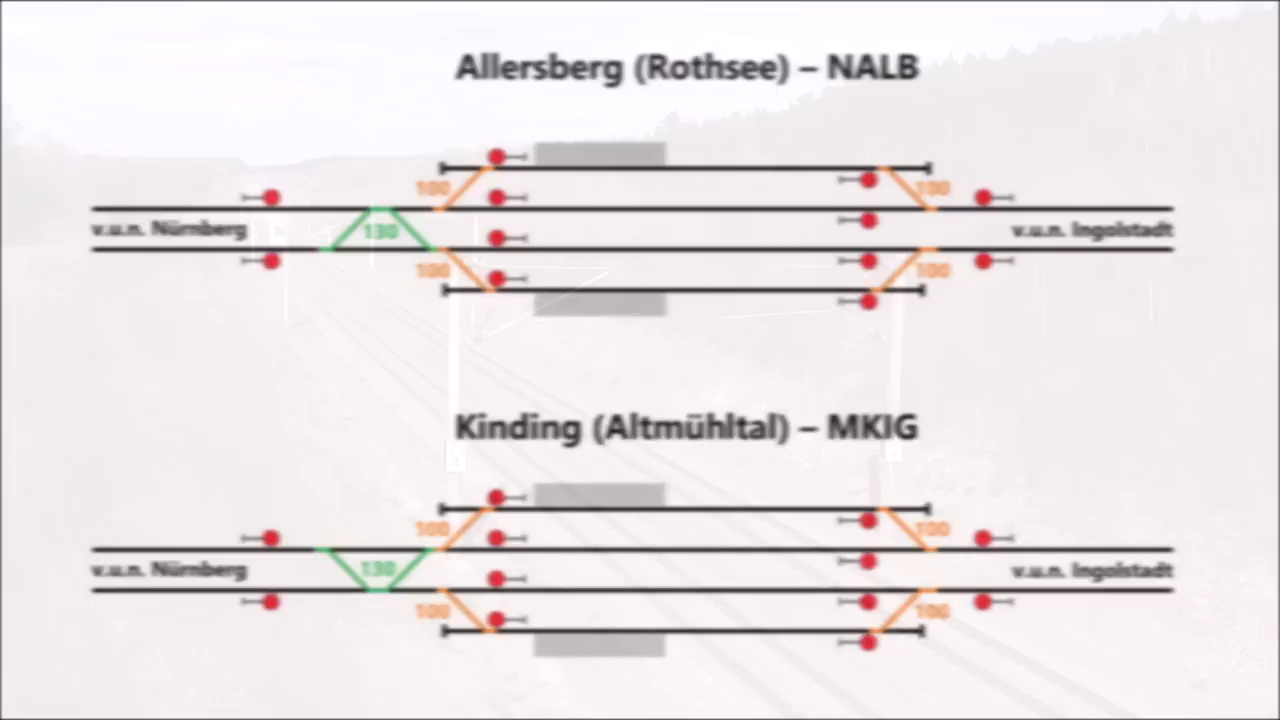 Allersberg (Rothsee) – NALB
100 100
v.u.n. Nürnberg 130 v.u.n. Ingolstadt
100 100
Kinding (Altmühltal) – MKIG
100 100
v.u.n. Nürnberg 130 v.u.n. Ingolstadt
100 100